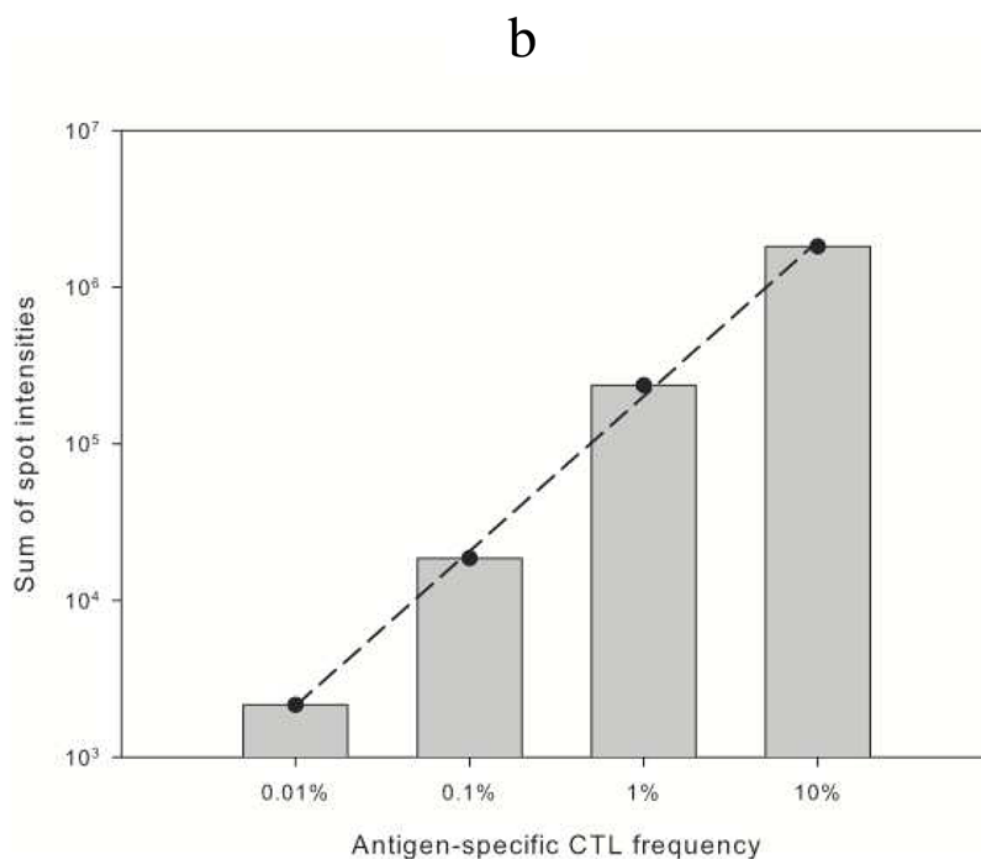 b
10⁷
10⁶
10⁵
10⁴
10³
Sum of spot intensities
0.01% 0.1% 1% 10%
Antigen-specific CTL frequency